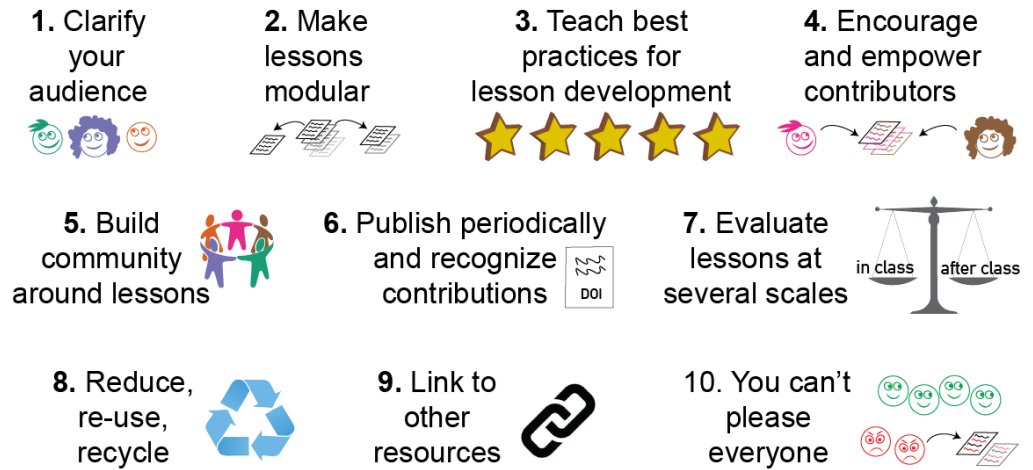 1. Clarify
your
audience
2. Make
lessons
modular
3. Teach best
practices for
lesson development
4. Encourage
and empower
contributors
5. Build
community
around lessons
6. Publish periodically
and recognize
contributions
DOI
7. Evaluate
lessons at
several scales
in class
after class
8. Reduce,
re-use,
recycle
9. Link to
other
resources
10. You can't
please
everyone